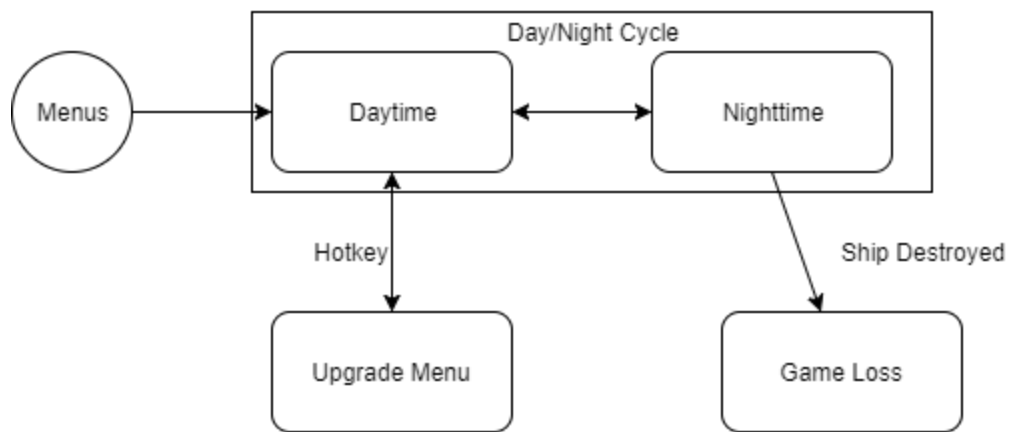 Day/Night Cycle
Menus
Daytime
Nighttime
Hotkey
Ship Destroyed
Upgrade Menu
Game Loss